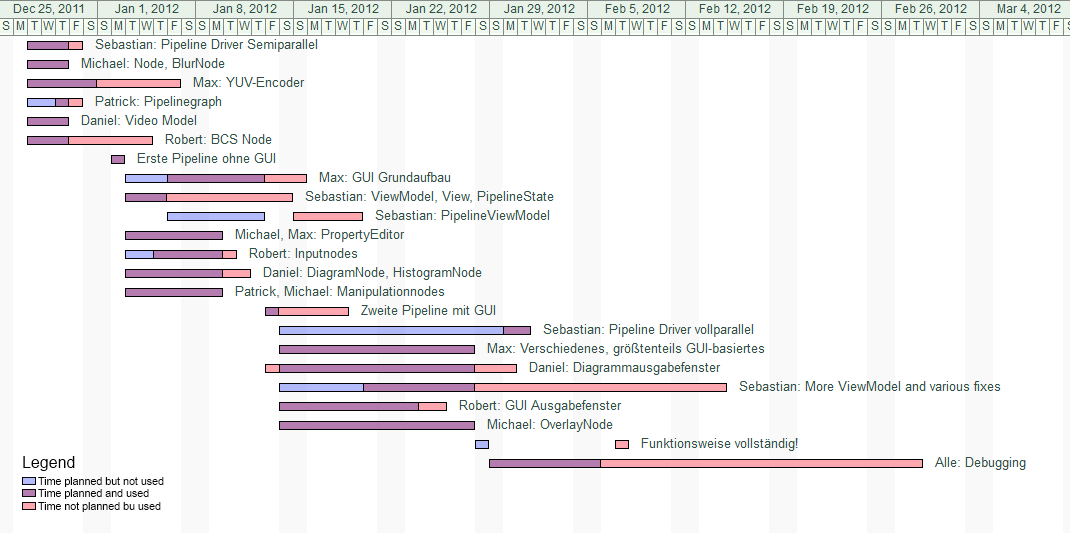 Dec 25, 2011 Jan 1, 2012 Jan 8, 2012 Jan 15, 2012 Jan 22, 2012 Jan 29, 2012 Feb 5, 2012 Feb 12, 2012 Feb 19, 2012 Feb 26, 2012 Mar 4, 2012
S M T W T F S S M T W T F S S M T W T F S S M T W T F S S M T W T F S S M T W T F S S M T W T F S S M T W T F S S M T W T F S S M T W T F S S M T W T F
Sebastian: Pipeline Driver Semiparallel
Michael: Node, BlurNode
Max: YUV-Encoder
Patrick: Pipelinegraph
Daniel: Video Model
Robert: BCS Node
Erste Pipeline ohne GUI
Max: GUI Grundaufbau
Sebastian: ViewModel, View, PipelineState
Sebastian: PipelineViewModel
Michael, Max: PropertyEditor
Robert: Inputnodes
Daniel: DiagramNode, HistogramNode
Patrick, Michael: Manipulationnodes
Zweite Pipeline mit GUI
Sebastian: Pipeline Driver vollparallel
Max: Verschiedenes, größtenteils GUI-basiertes
Daniel: Diagrammausgabefenster
Sebastian: More ViewModel and various fixes
Robert: GUI Ausgabefenster
Michael: OverlayNode
Funktionsweise vollständig!
Alle: Debugging
Legend
Time planned but not used
Time planned and used
Time not planned bu used